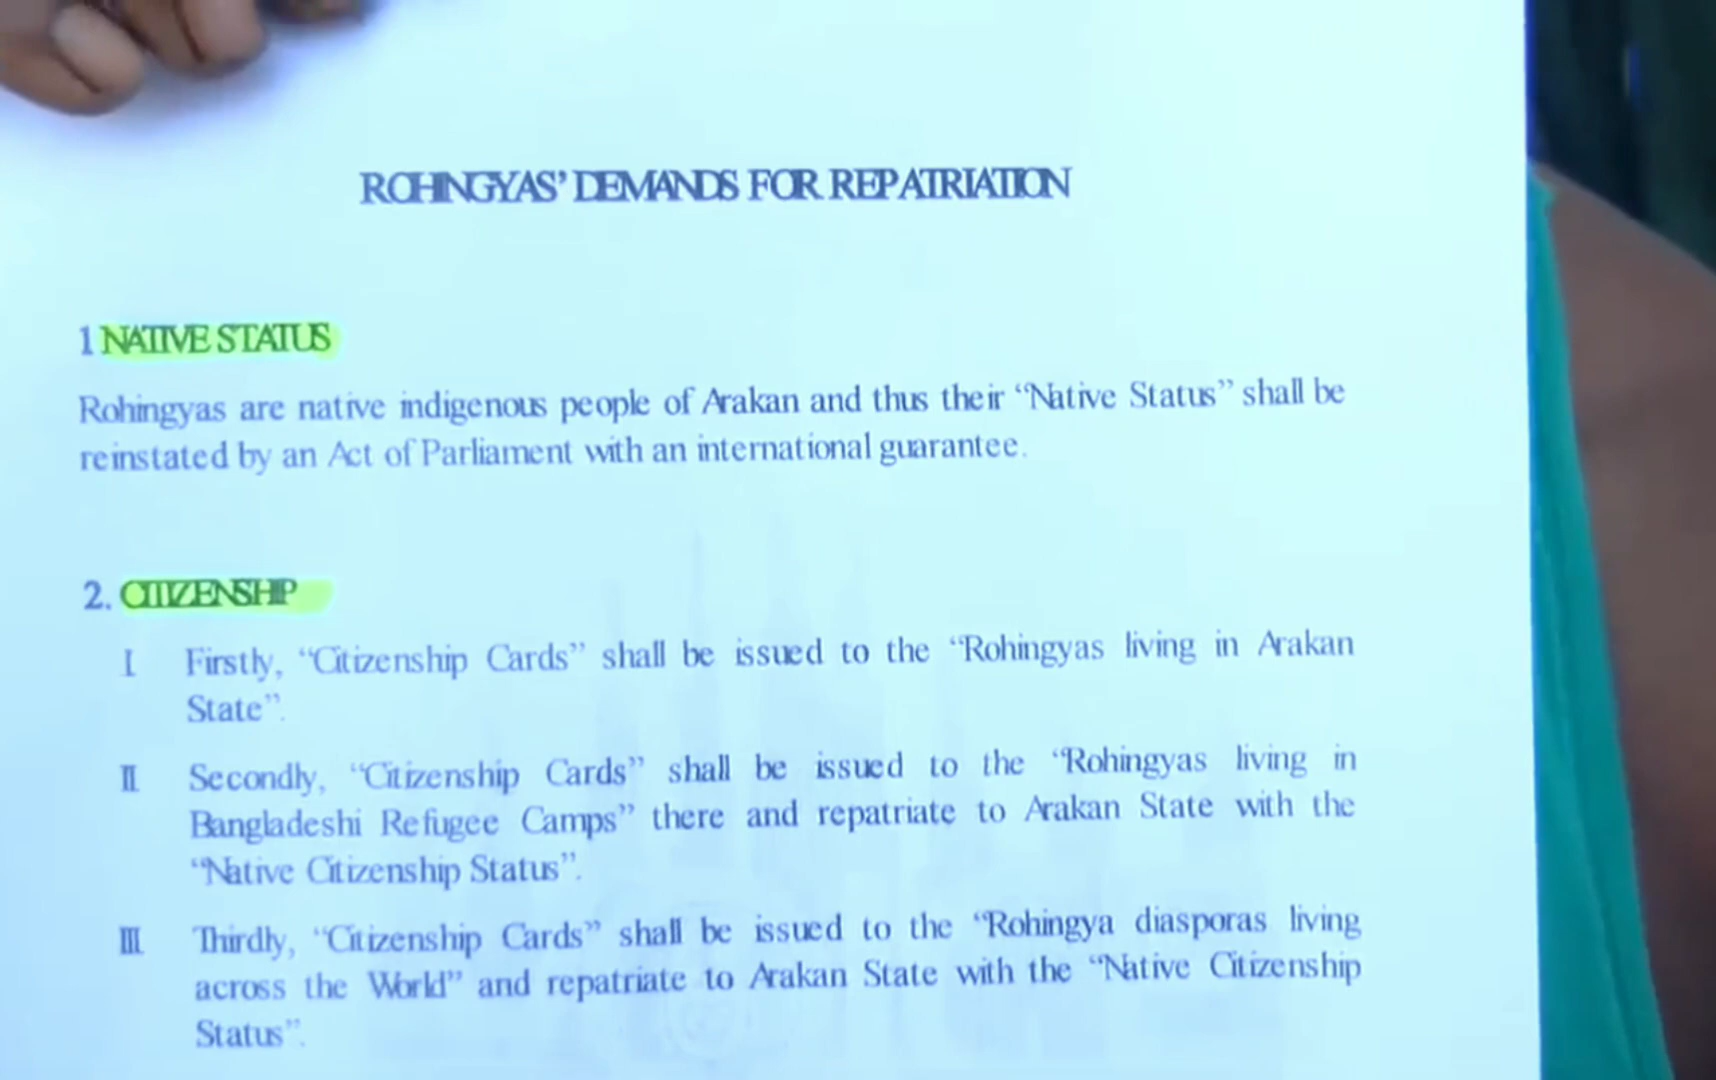 ROHINGYAS' DEMANDS FOR REPATRIATION
1 NATIVE STATUS
Rohingyas are native indigenous people of Arakan and thus their “Native Status” shall be
reinstated by an Act of Parliament with an international guarantee.
2. CITIZENSHIP
I Firstly, “Citizenship Cards” shall be issued to the “Rohingyas living in Arakan
State”.
II Secondly, “Citizenship Cards” shall be issued to the “Rohingyas living in
Bangladeshi Refugee Camps” there and repatriate to Arakan State with the
“Native Citizenship Status”.
III Thirdly, “Citizenship Cards” shall be issued to the “Rohingya diasporas living
across the World” and repatriate to Arakan State with the “Native Citizenship
Status”.